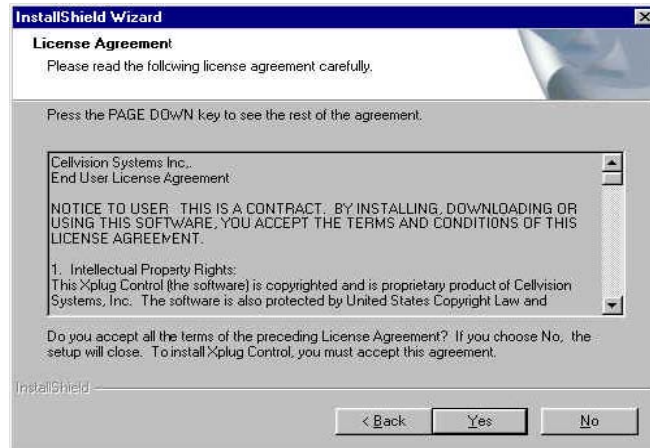 InstallShield Wizard
License Agreement
Please read the following license agreement carefully.
Press the PAGE DOWN key to see the rest of the agreement.
Cellvision Systems Inc,.
End User License Agreement
NOTICE TO USER  THIS IS A CONTRACT.  BY INSTALLING, DOWNLOADING OR
USING THIS SOFTWARE, YOU ACCEPT THE TERMS AND CONDITIONS OF THIS
LICENSE AGREEMENT.
1.  Intellectual Property Rights:
This Xplug Control (the software) is copyrighted and is proprietary product of Cellvision
Systems, Inc.  The software is also protected by United States Copyright Law and
Do you accept all the terms of the preceding License Agreement?  If you choose No,  the
setup will close.  To install Xplug Control, you must accept this agreement.
InstallShield
< Back
Yes
No